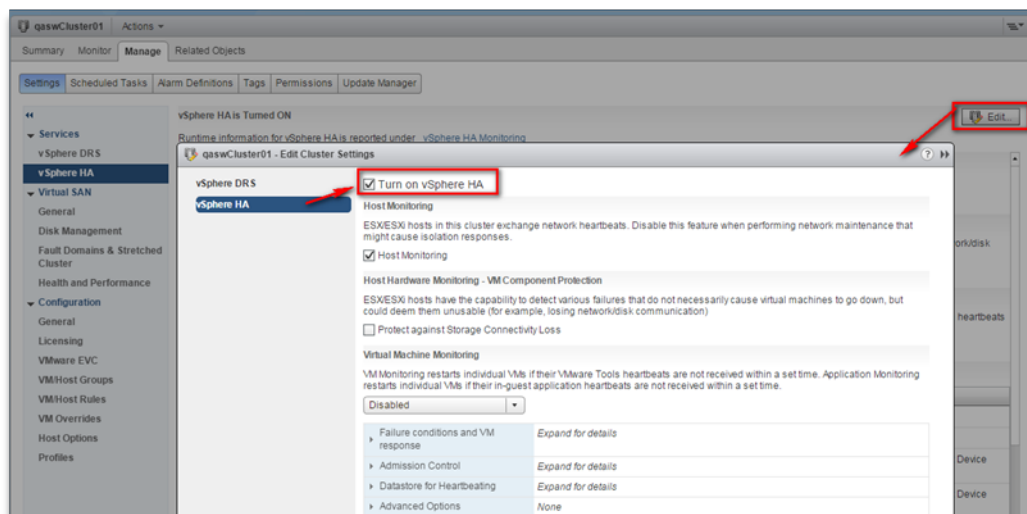 qaswCluster01 Actions
Summary Monitor Manage Related Objects
Settings Scheduled Tasks Alarm Definitions Tags Permissions Update Manager
vSphere HA is Turned ON
Edit...
Runtime information for vSphere HA is reported under vSphere HA Monitoring
Services
vSphere DRS
vSphere HA
Virtual SAN
General
Disk Management
Fault Domains & Stretched
Cluster
Health and Performance
Configuration
General
Licensing
VMware EVC
VM/Host Groups
VM/Host Rules
VM Overrides
Host Options
Profiles
qaswCluster01 - Edit Cluster Settings
?
vSphere DRS
vSphere HA
Turn on vSphere HA
Host Monitoring
ESX/ESXi hosts in this cluster exchange network heartbeats. Disable this feature when performing network maintenance that
might cause isolation responses.
Host Monitoring
Host Hardware Monitoring - VM Component Protection
ESX/ESXi hosts have the capability to detect various failures that do not necessarily cause virtual machines to go down, but
could deem them unusable (for example, losing network/disk communication)
Protect against Storage Connectivity Loss
Virtual Machine Monitoring
VM Monitoring restarts individual VMs if their VMware Tools heartbeats are not received within a set time. Application Monitoring
restarts individual VMs if their in-guest application heartbeats are not received within a set time.
Disabled
Failure conditions and VM
response
Expand for details
Admission Control Expand for details
Datastore for Heartbeating Expand for details
Advanced Options None
ork/disk
heartbeats
Device
Device